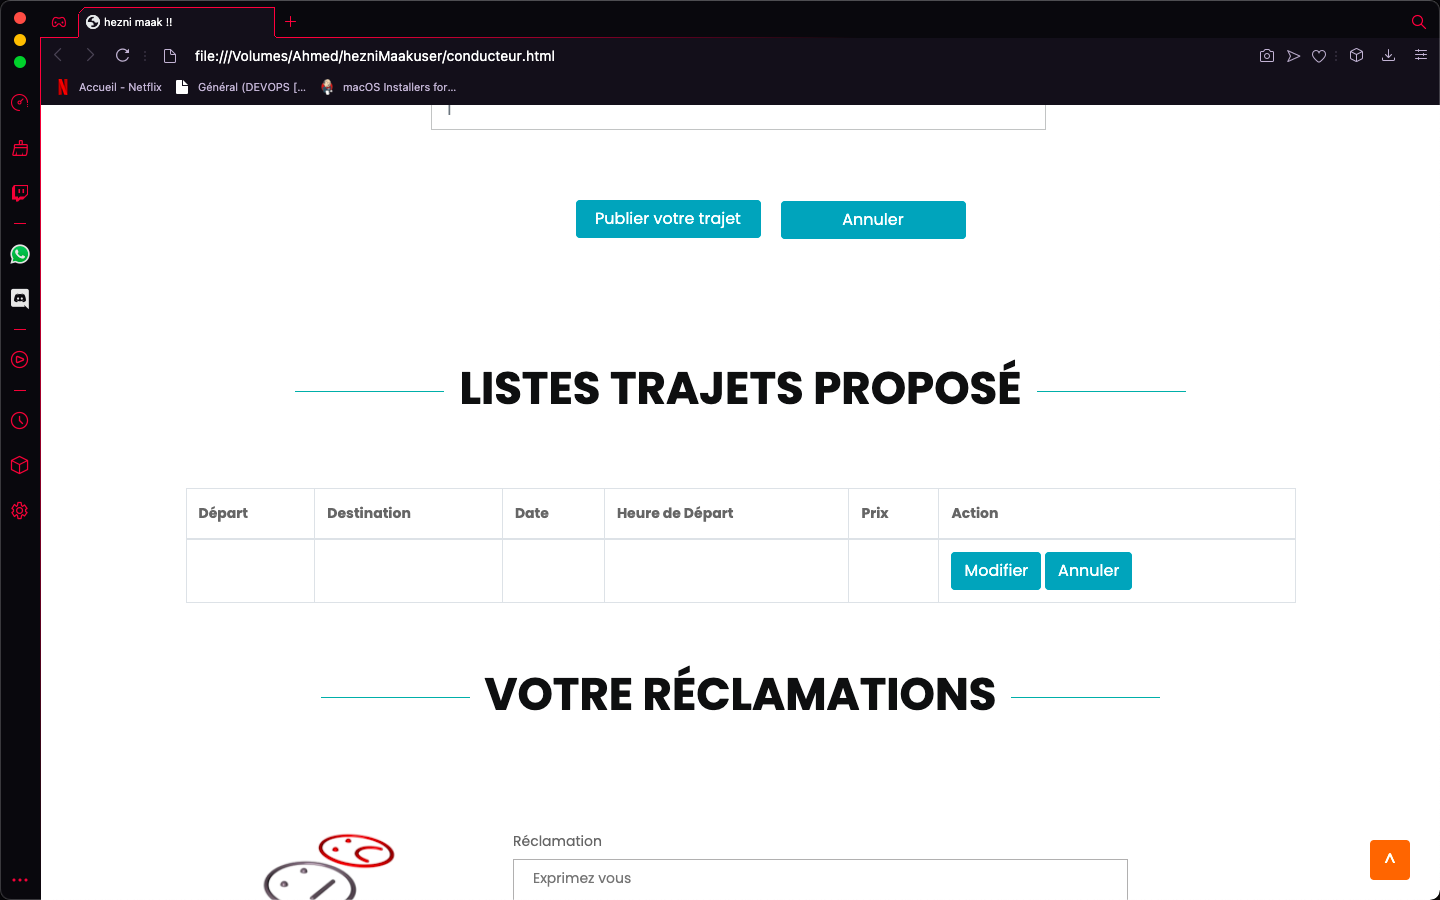 hezni maak !!
file:///Volumes/Ahmed/hezniMaakuser/conducteur.html
Accueil - Netflix
Général (DEVOPS [...
macOS Installers for...
Publier votre trajet
Annuler
LISTES TRAJETS PROPOSÉ
Départ Destination Date Heure de Départ Prix Action
Modifier Annuler
VOTRE RÉCLAMATIONS
Réclamation
Exprimez vous
^